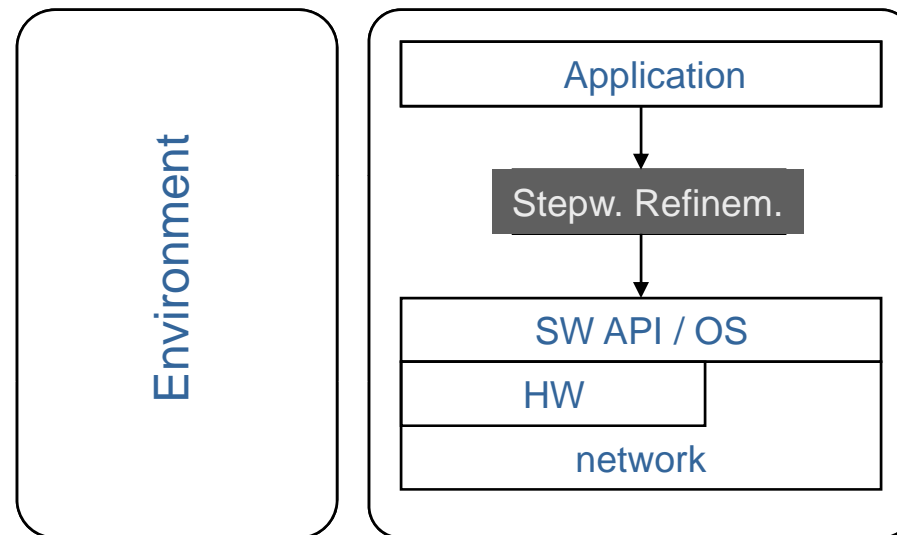 Environment
Application
Stepw. Refinem.
SW API / OS
HW
network